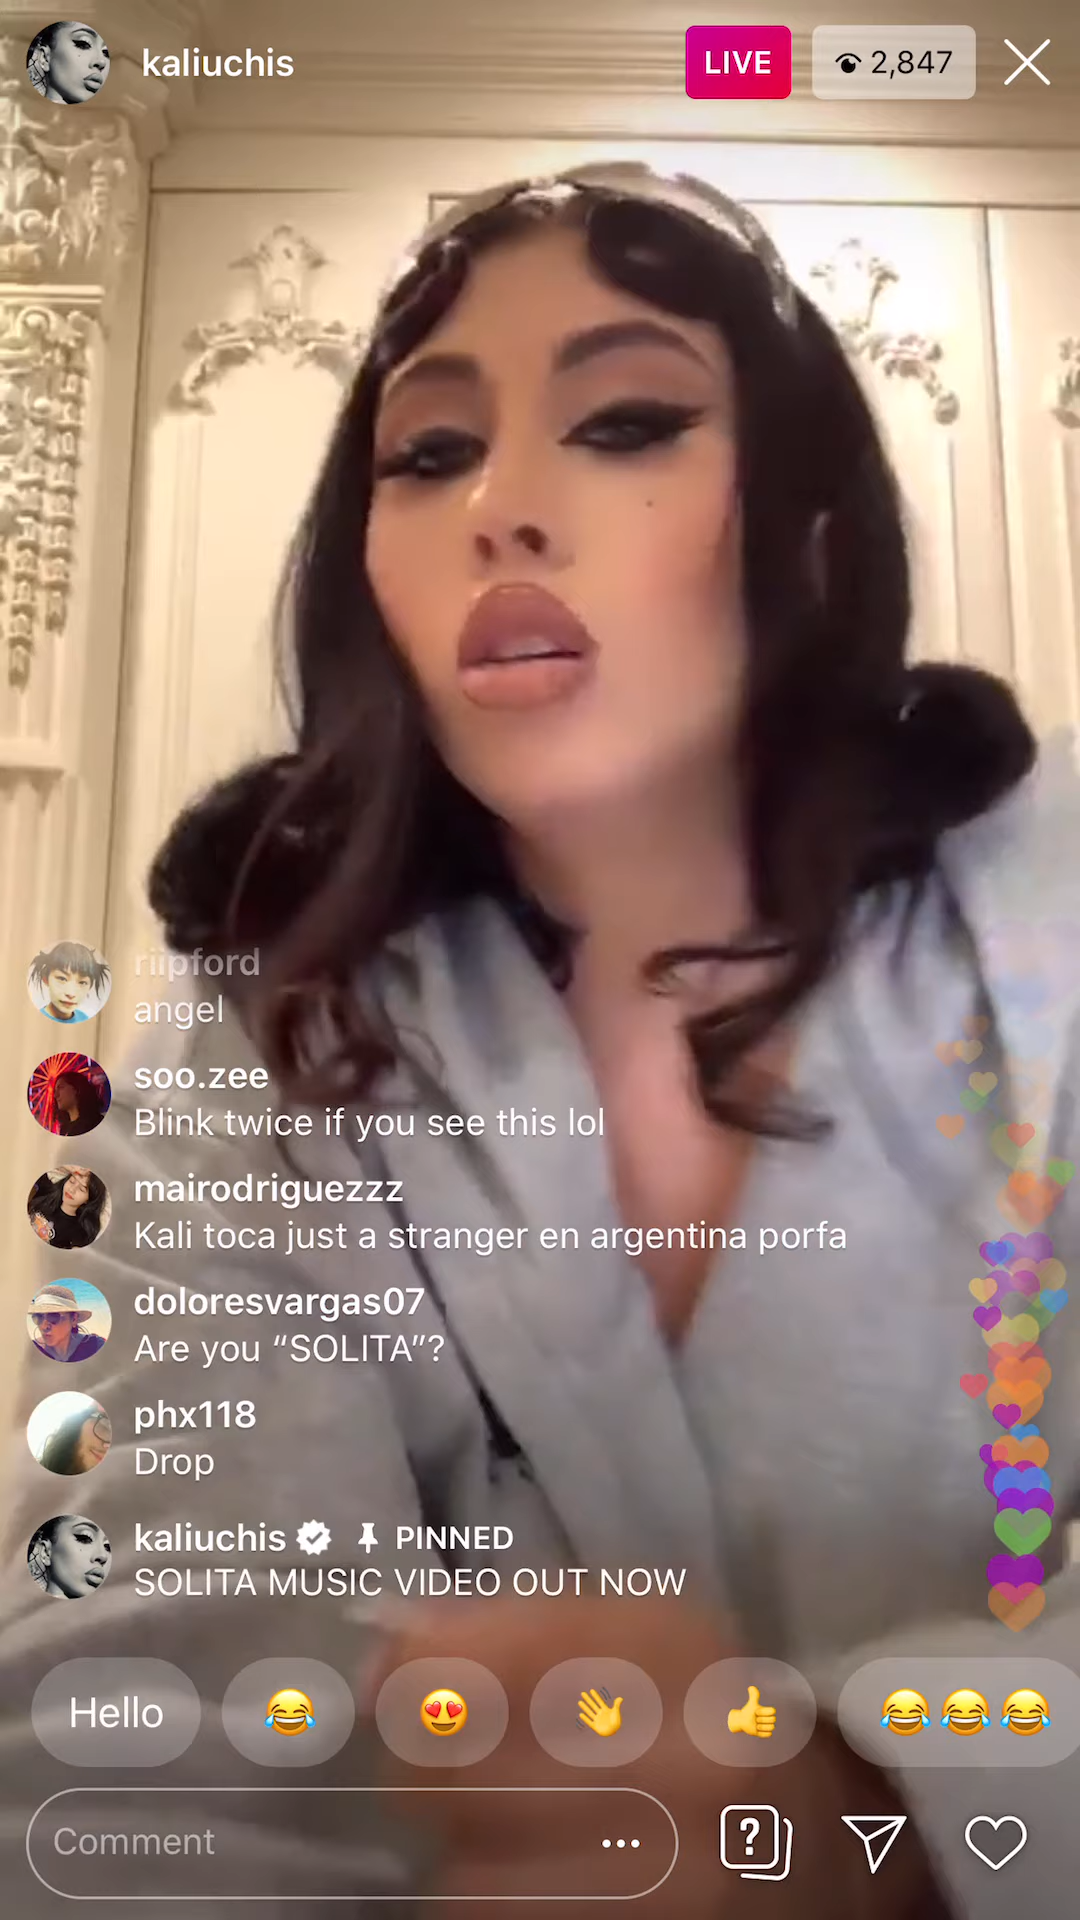 kaliuchis
LIVE
2,847
riipford
angel
soo.zee
Blink twice if you see this lol
mairodriguezzz
Kali toca just a stranger en argentina porfa
doloresvargas07
Are you “SOLITA”?
phx118
Drop
kaliuchis PINNED
SOLITA MUSIC VIDEO OUT NOW
Hello 😂 😍 👋 👍 😂 😂 😂
Comment ...
?